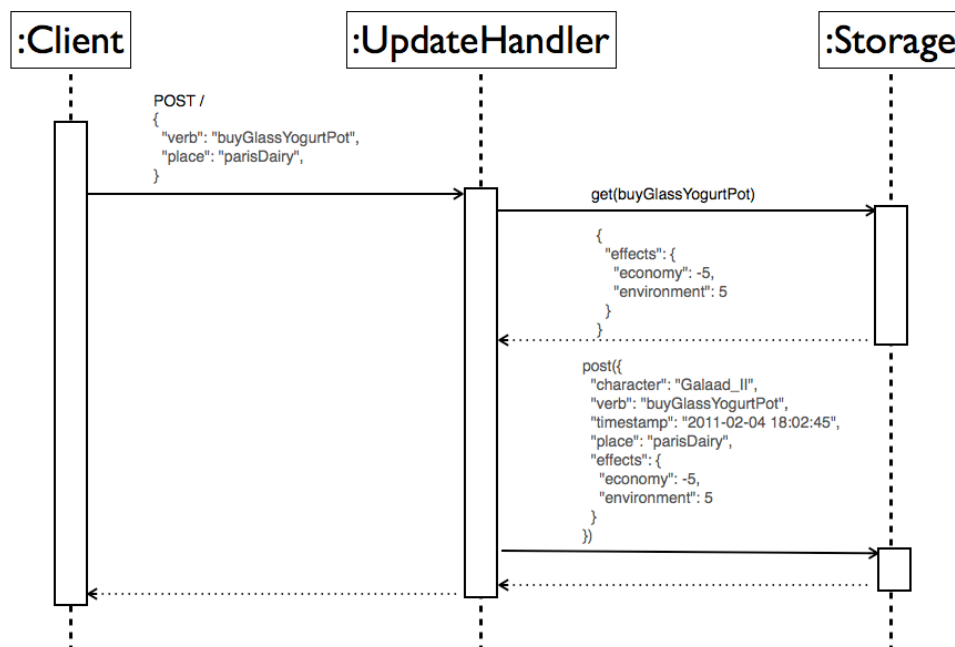 :Client
:UpdateHandler
:Storage
POST /
{
"verb": "buyGlassYogurtPot",
"place": "parisDairy",
}
get(buyGlassYogurtPot)
{
"effects": {
"economy": -5,
"environment": 5
}
}
post({
"character": "Galaad_II",
"verb": "buyGlassYogurtPot",
"timestamp": "2011-02-04 18:02:45",
"place": "parisDairy",
"effects": {
"economy": -5,
"environment": 5
}
})